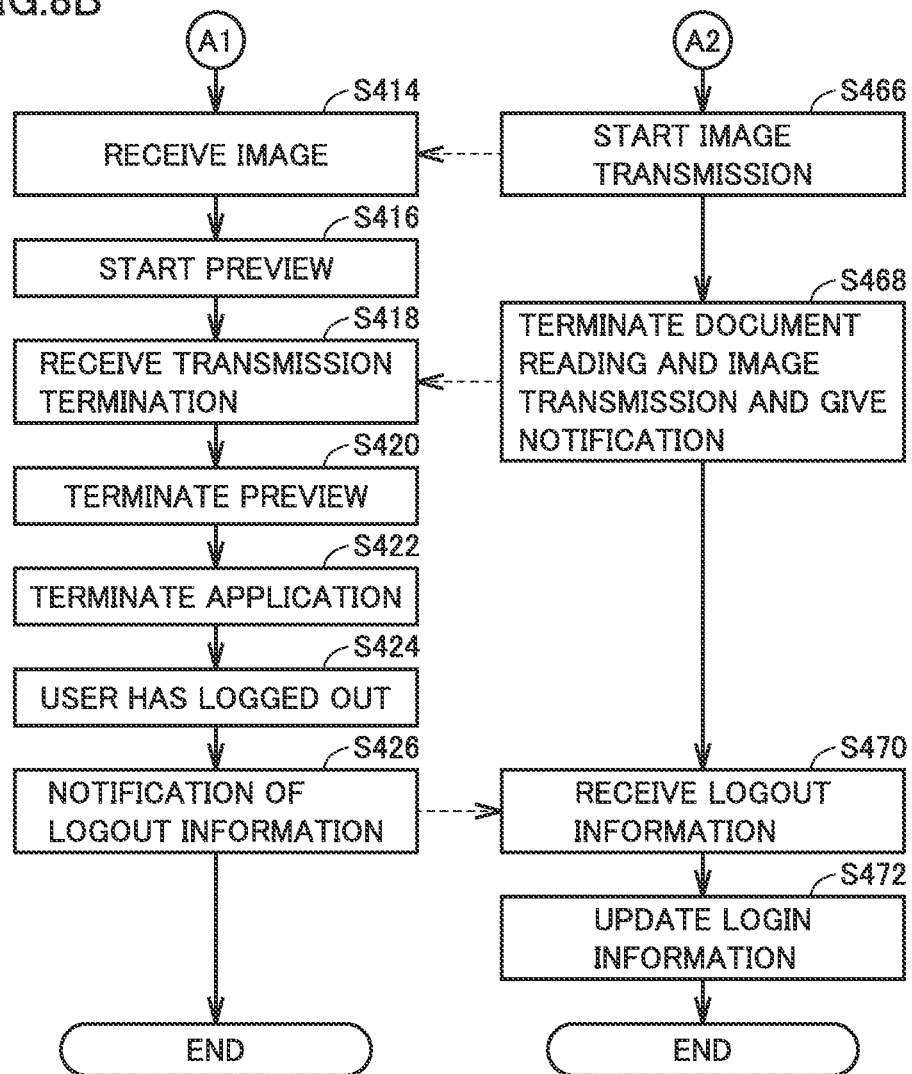 FIG.8B
A1
A2
S414
RECEIVE IMAGE
S466
START IMAGE
TRANSMISSION
S416
START PREVIEW
S418
RECEIVE TRANSMISSION
TERMINATION
S468
TERMINATE DOCUMENT
READING AND IMAGE
TRANSMISSION AND GIVE
NOTIFICATION
S420
TERMINATE PREVIEW
S422
TERMINATE APPLICATION
S424
USER HAS LOGGED OUT
S426
NOTIFICATION OF
LOGOUT INFORMATION
S470
RECEIVE LOGOUT
INFORMATION
S472
UPDATE LOGIN
INFORMATION
END
END